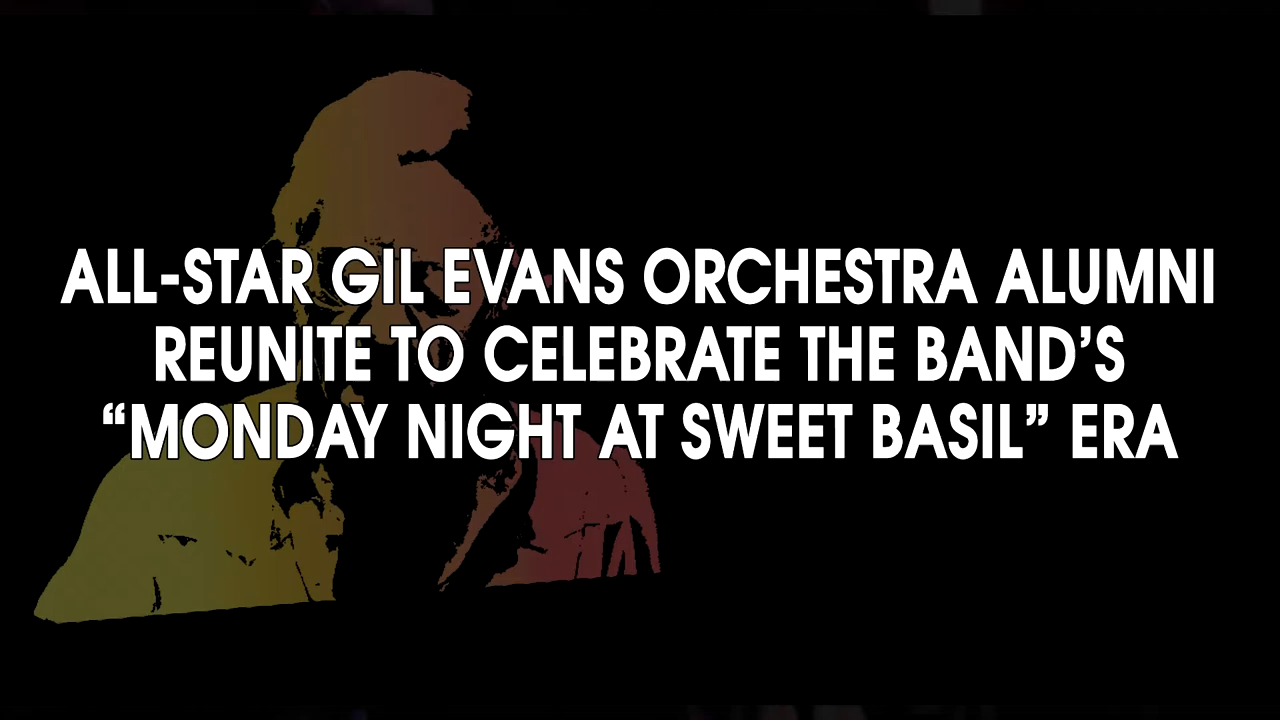 ALL-STAR GIL EVANS ORCHESTRA ALUMNI
REUNITE TO CELEBRATE THE BAND’S
“MONDAY NIGHT AT SWEET BASIL” ERA